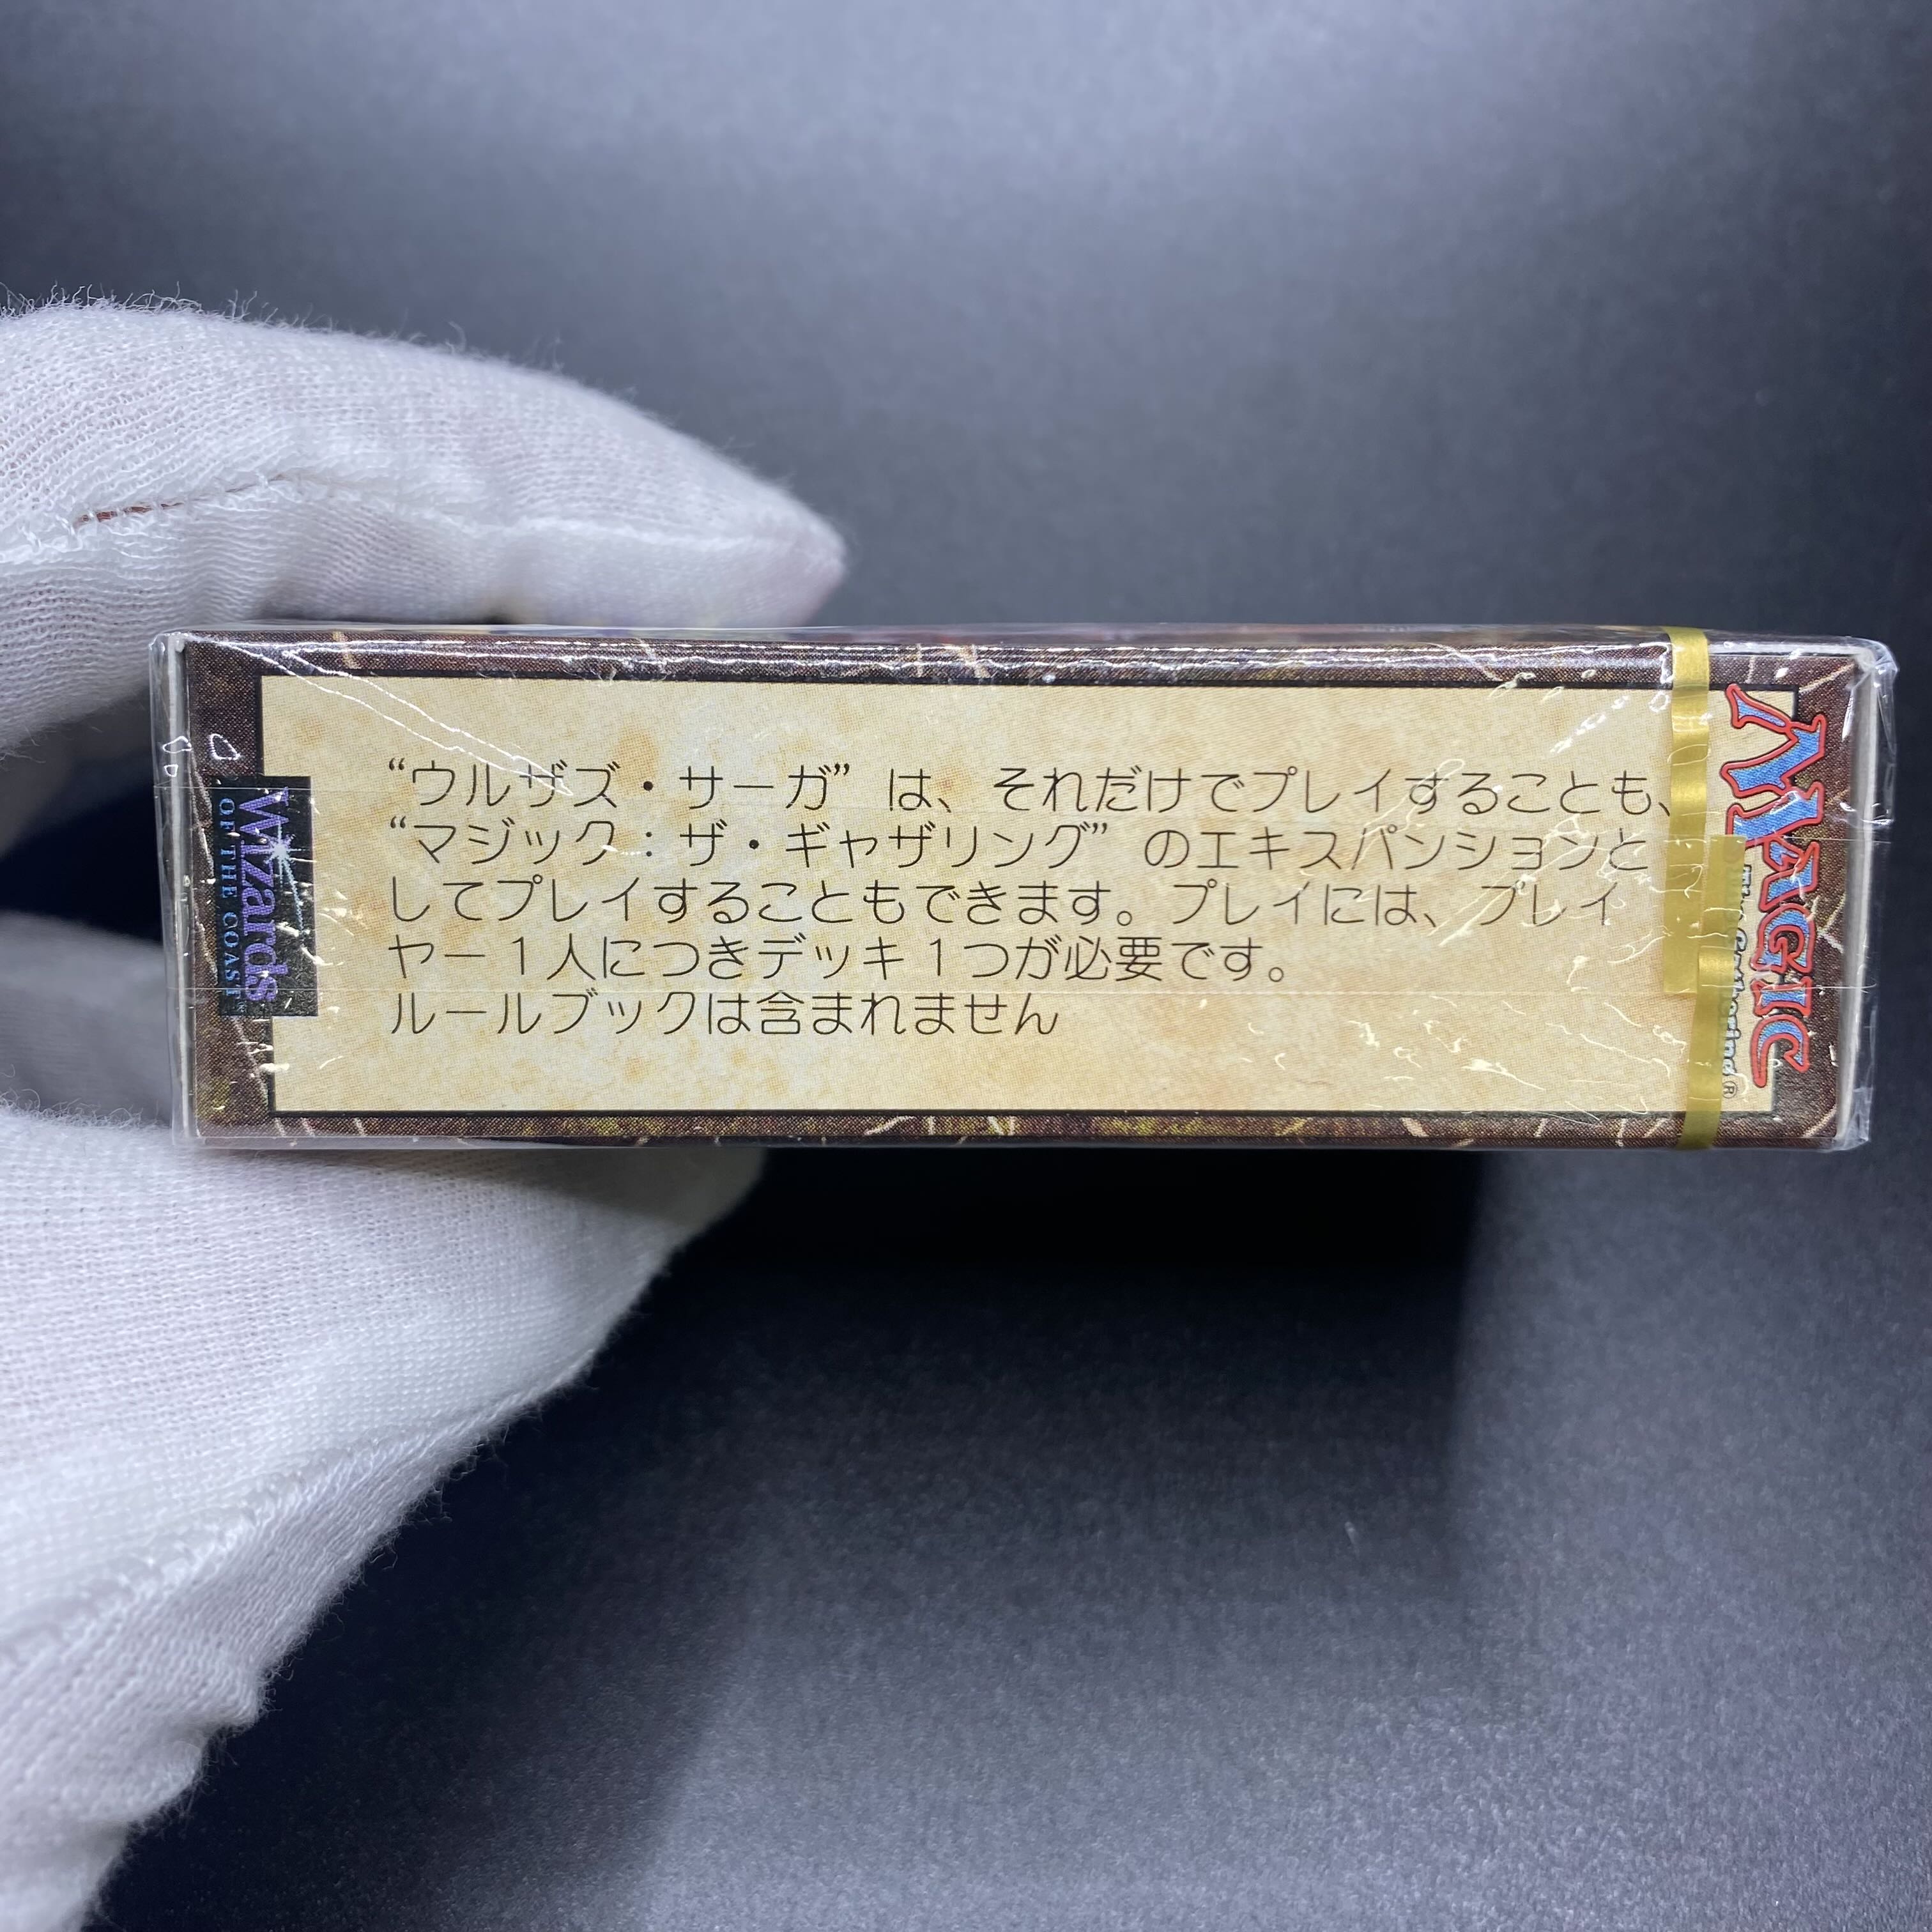 “ウルザズ・サーガ” は、それだけでプレイすることも、
“マジック：ザ・ギャザリング” のエキスパンションと
してプレイすることもできます。プレイには、プレイ
ヤー１人につきデッキ１つが必要です。
ルールブックは含まれません
Wizards
OF THE COAST
MAGIC